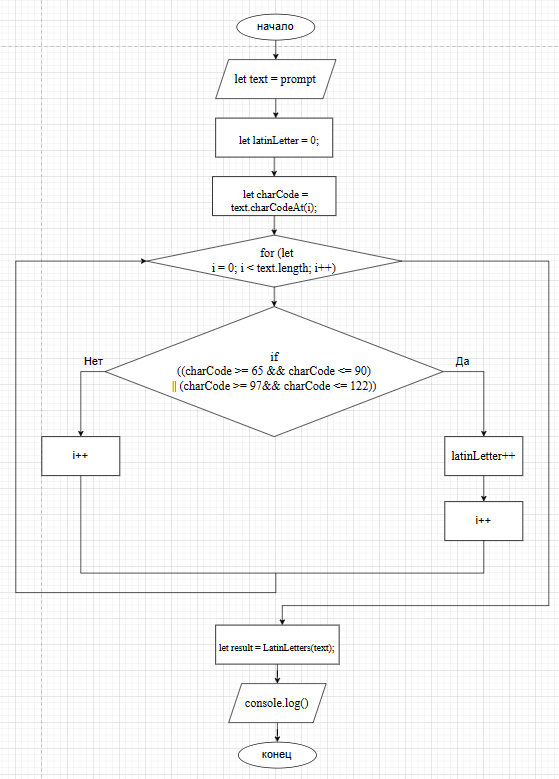 начало
let text = prompt
let latinLetter = 0;
let charCode =
text.charCodeAt(i);
for (let
i = 0; i < text.length; i++)
if
((charCode >= 65 && charCode <= 90)
|| (charCode >= 97&& charCode <= 122))
Нет
Да
i++
latinLetter++
i++
let result = LatinLetters(text);
console.log()
конец